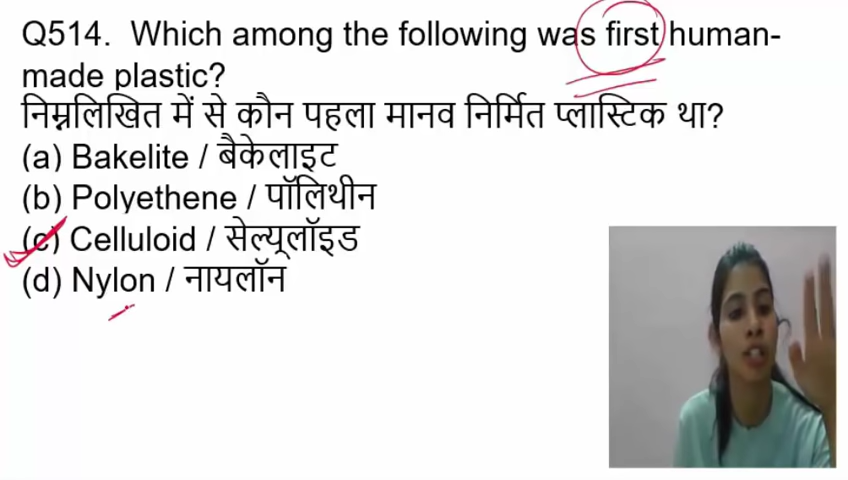 Q514. Which among the following was first human-
made plastic?
निम्नलिखित में से कौन पहला मानव निर्मित प्लास्टिक था?
(a) Bakelite / बैकेलाइट
(b) Polyethene / पॉलिथीन
(c) Celluloid / सेल्यूलॉइड
(d) Nylon / नायलॉन